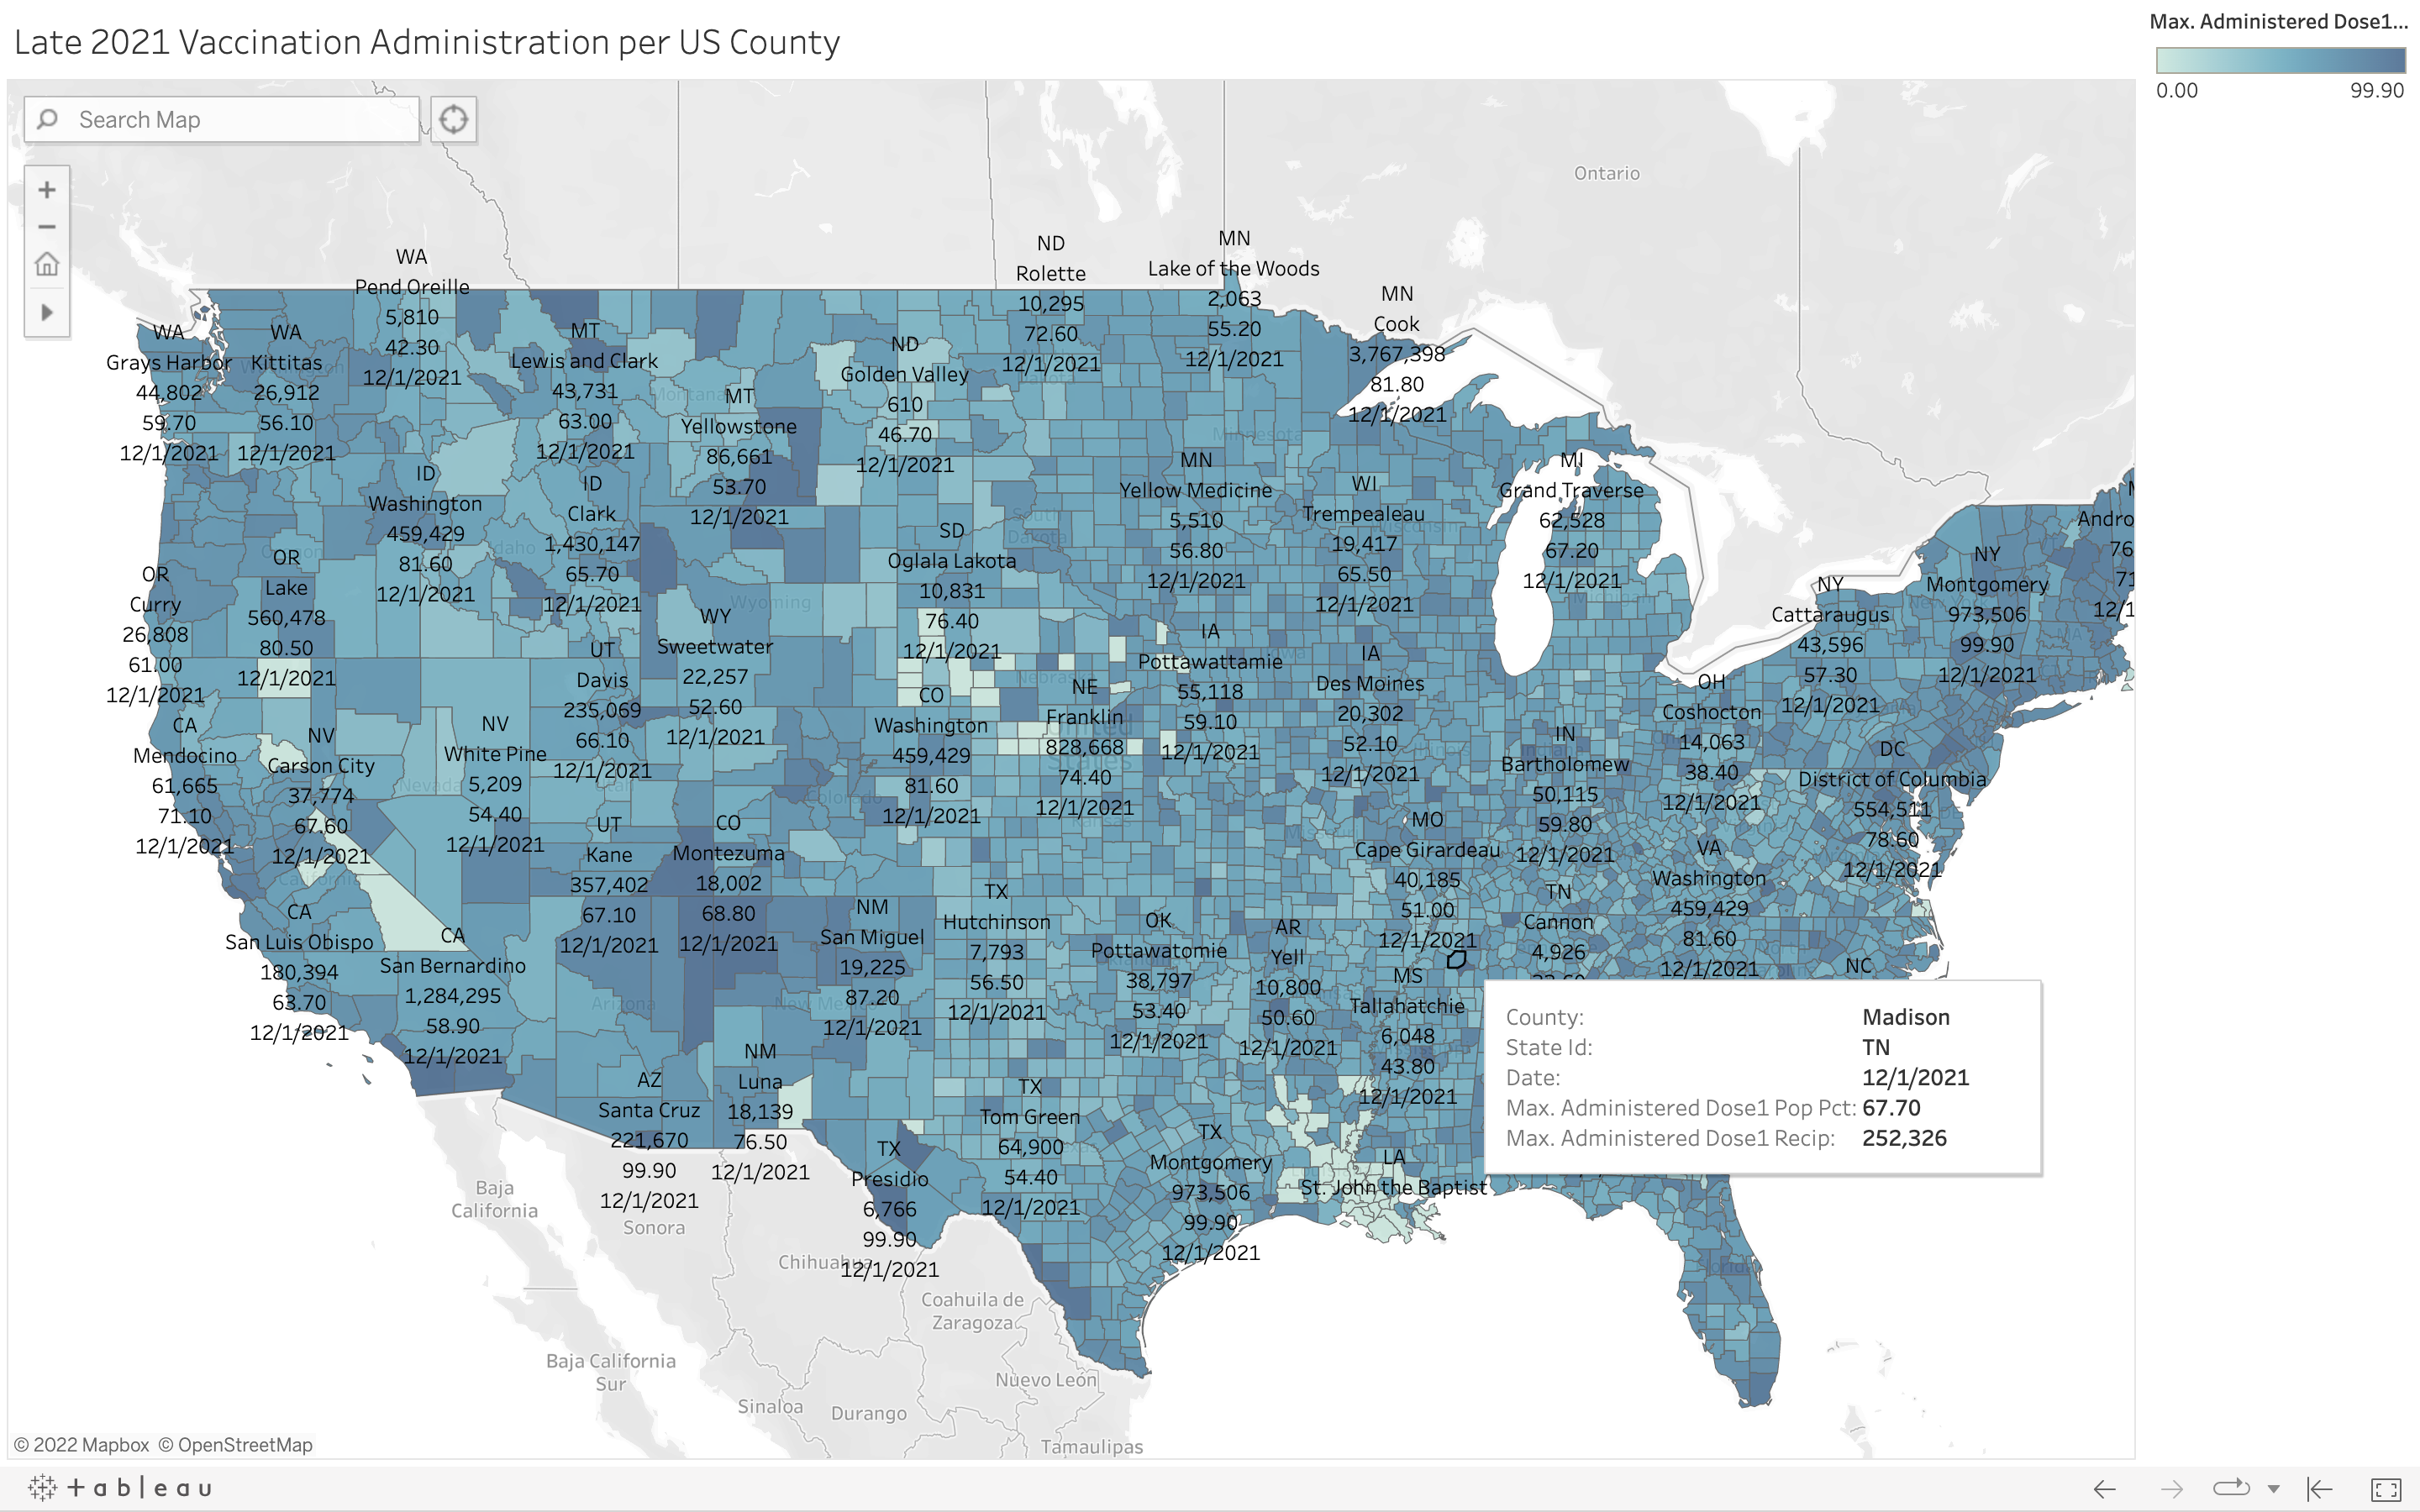 Late 2021 Vaccination Administration per US County
Max. Administered Dose1...
0.00 99.90
Search Map
Ontario
WA
Pend Oreille
5,810
42.30
12/1/2021
ND
Rolette
10,295
72.60
12/1/2021
MN
Lake of the Woods
2,063
55.20
12/1/2021
MN
Cook
3,767,398
81.80
12/1/2021
WA
Grays Harbor
44,802
59.70
12/1/2021
WA
Kittitas
26,912
56.10
12/1/2021
MT
Lewis and Clark
43,731
63.00
12/1/2021
Montana
MT
Yellowstone
86,661
53.70
12/1/2021
ND
Golden Valley
610
46.70
12/1/2021
Minnesota
ID
Washington
459,429
81.60
12/1/2021
ID
Clark
1,430,147
65.70
12/1/2021
Idaho
MN
Yellow Medicine
5,510
56.80
12/1/2021
WI
Trempealeau
19,417
65.50
12/1/2021
MI
Grand Traverse
62,528
67.20
12/1/2021
Michigan
South
Dakota
SD
Oglala Lakota
10,831
76.40
12/1/2021
OR
Curry
26,808
61.00
12/1/2021
Oregon
OR
Lake
560,478
80.50
12/1/2021
Wyoming
WY
Sweetwater
22,257
52.60
12/1/2021
UT
Davis
235,069
66.10
12/1/2021
Utah
NY
Cattaraugus
43,596
57.30
12/1/2021
NY
Montgomery
973,506
99.90
12/1/2021
MA
Andro
76
71
12/1
IA
Pottawattamie
55,118
59.10
12/1/2021
IA
Des Moines
20,302
52.10
12/1/2021
Nebraska
NE
Franklin
828,668
74.40
12/1/2021
United
States
CO
Washington
459,429
81.60
12/1/2021
Colorado
OH
Coshocton
14,063
38.40
12/1/2021
CA
Mendocino
61,665
71.10
12/1/2021
NV
Carson City
37,774
67.60
12/1/2021
Nevada
NV
White Pine
5,209
54.40
12/1/2021
IN
Bartholomew
50,115
59.80
12/1/2021
Illinois
Indiana
DC
District of Columbia
554,511
78.60
12/1/2021
UT
Kane
357,402
67.10
12/1/2021
CO
Montezuma
18,002
68.80
12/1/2021
Kansas
Missouri
MO
Cape Girardeau
40,185
51.00
12/1/2021
VA
Washington
459,429
81.60
12/1/2021
California
CA
San Luis Obispo
180,394
63.70
12/1/2021
CA
San Bernardino
1,284,295
58.90
12/1/2021
Arizona
New Mexico
NM
San Miguel
19,225
87.20
12/1/2021
TX
Hutchinson
7,793
56.50
12/1/2021
OK
Pottawatomie
38,797
53.40
12/1/2021
AR
Yell
10,800
50.60
12/1/2021
TN
Cannon
4,926
NC
MS
Tallahatchie
6,048
43.80
12/1/2021
County: Madison
State Id: TN
Date: 12/1/2021
Max. Administered Dose1 Pop Pct: 67.70
Max. Administered Dose1 Recip: 252,326
AZ
Santa Cruz
221,670
99.90
12/1/2021
NM
Luna
18,139
76.50
12/1/2021
TX
Presidio
6,766
99.90
12/1/2021
TX
Tom Green
64,900
54.40
12/1/2021
TX
Montgomery
973,506
99.90
12/1/2021
LA
St. John the Baptist
Florida
Baja
California
Sonora
Chihuahua
Coahuila de
Zaragoza
Baja California
Sur
Nuevo León
Sinaloa
Durango
Tamaulipas
© 2022 Mapbox © OpenStreetMap
+ableau